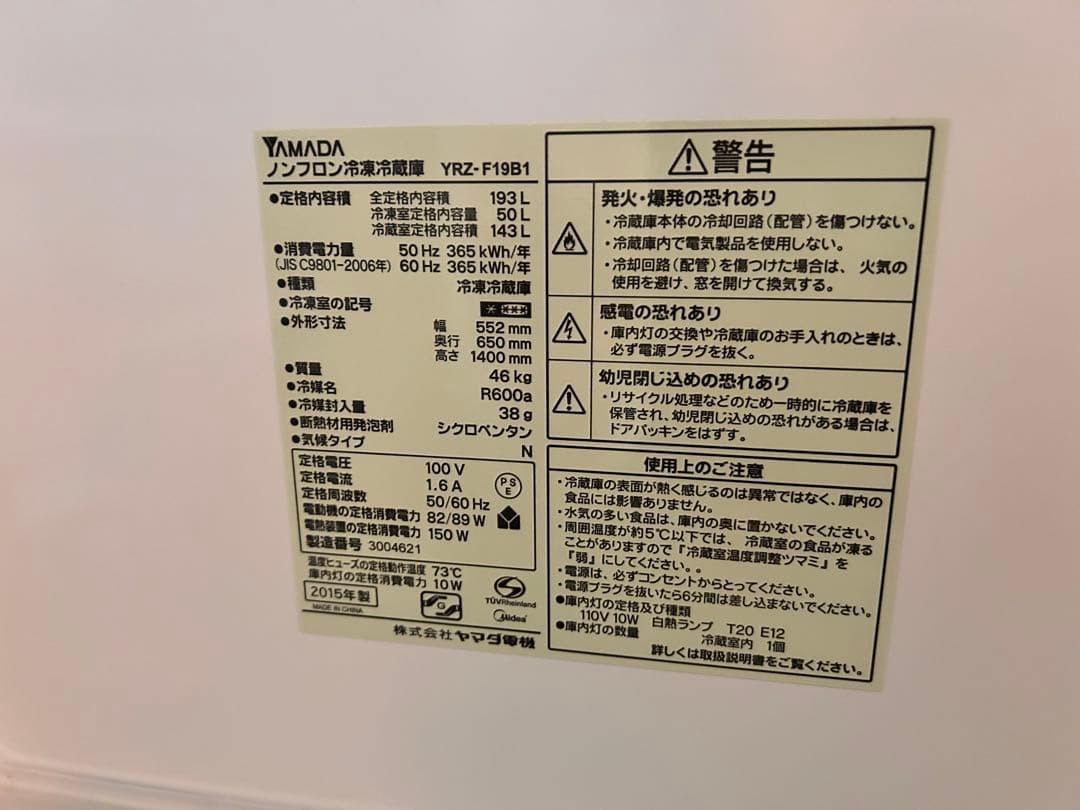 YAMADA
ノンフロン冷凍冷蔵庫 YRZ-F19B1
●定格内容積 全定格内容積 193 L
冷凍室定格内容量 50 L
冷蔵室定格内容積 143 L
●消費電力量 50 Hz 365 kWh/年
(JIS C9801-2006年) 60 Hz 365 kWh/年
●種類 冷凍冷蔵庫
●冷凍室の記号
●外形寸法 幅 552 mm
奥行 650 mm
高さ 1400 mm
●質量 46 kg
●冷媒名 R600a
●冷媒封入量 38 g
●断熱材用発泡剤 シクロペンタン
●気候タイプ N
定格電圧 100 V
定格電流 1.6 A
定格周波数 50/60 Hz
電動機の定格消費電力 82/89 W
電熱装置の定格消費電力 150 W
製造番号 3004621
PS
E
温度ヒューズの定格動作温度 73℃
庫内灯の定格消費電力 10W
2015年製
MADE IN CHINA
G
TÜVRheinland
Midea
株式会社 ヤマダ電機
警告
発火・爆発の恐れあり
・冷蔵庫本体の冷却回路(配管)を傷つけない。
・冷蔵庫内で電気製品を使用しない。
・冷却回路(配管)を傷つけた場合は、火気の
使用を避け、窓を開けて換気する。
感電の恐れあり
・庫内灯の交換や冷蔵庫のお手入れのときは、
必ず電源プラグを抜く。
幼児閉じ込めの恐れあり
・リサイクル処理などのため一時的に冷蔵庫を
保管され、幼児閉じ込めの恐れがある場合は、
ドアパッキンをはずす。
使用上のご注意
・冷蔵庫の表面が熱く感じるのは異常ではなく、庫内の
食品には影響ありません。
・水気の多い食品は、庫内の奥に置かないでください。
・周囲温度が約5℃以下では、冷蔵室の食品が凍る
ことがありますので『冷蔵室温度調整ツマミ』を
『弱』にしてください。。
・電源は、必ずコンセントからとってください。
・電源プラグを抜いたら6分間は差し込まないでください。
●庫内灯の定格及び種類
110V 10W 白熱ランプ T20 E12
●庫内灯の数量 冷蔵室内 1個
詳しくは取扱説明書をご覧ください。